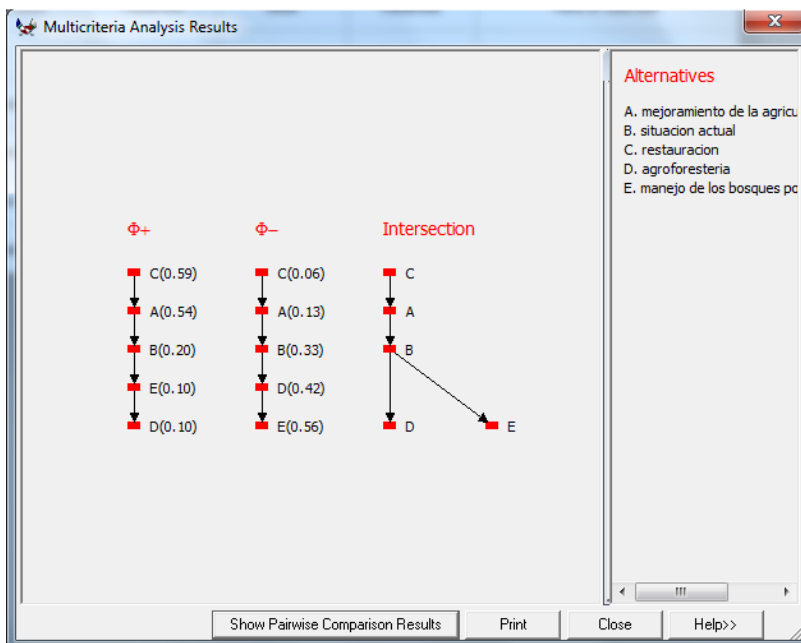 Multicriteria Analysis Results
Alternatives
A. mejoramiento de la agricu
B. situacion actual
C. restauracion
D. agroforesteria
E. manejo de los bosques po
Φ+ Φ− Intersection
C(0.59) C(0.06) C
A(0.54) A(0.13) A
B(0.20) B(0.33) B
E(0.10) D(0.42)
D(0.10) E(0.56) D E
Show Pairwise Comparison Results Print Close Help>>